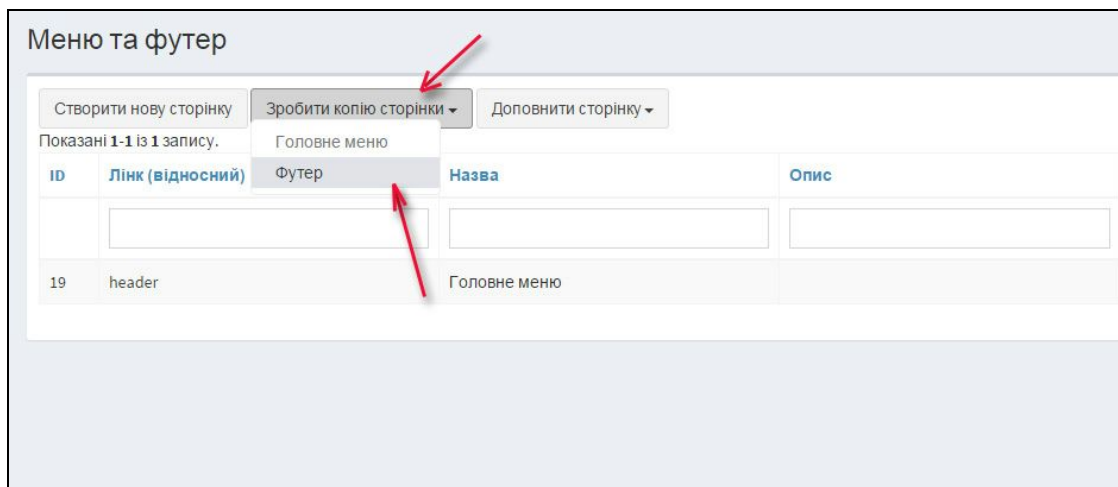 Меню та футер
Створити нову сторінку Зробити копію сторінки Доповнити сторінку
Показані 1-1 із 1 запису.
Головне меню
Футер
ID Лінк (відносний) Назва Опис
19 header Головне меню